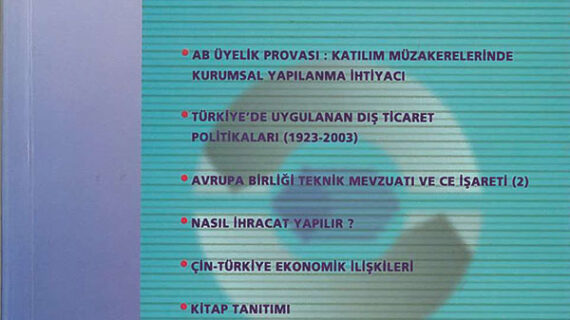 • AB ÜYELİK PROVASI : KATILIM MÜZAKERELERİNDE
KURUMSAL YAPILANMA İHTİYACI
• TÜRKİYE'DE UYGULANAN DIŞ TİCARET
POLİTİKALARI (1923-2003)
• AVRUPA BİRLİĞİ TEKNİK MEVZUATI VE CE İŞARETİ (2)
• NASIL İHRACAT YAPILIR ?
• ÇİN-TÜRKİYE EKONOMİK İLİŞKİLERİ
• KİTAP TANITIMI